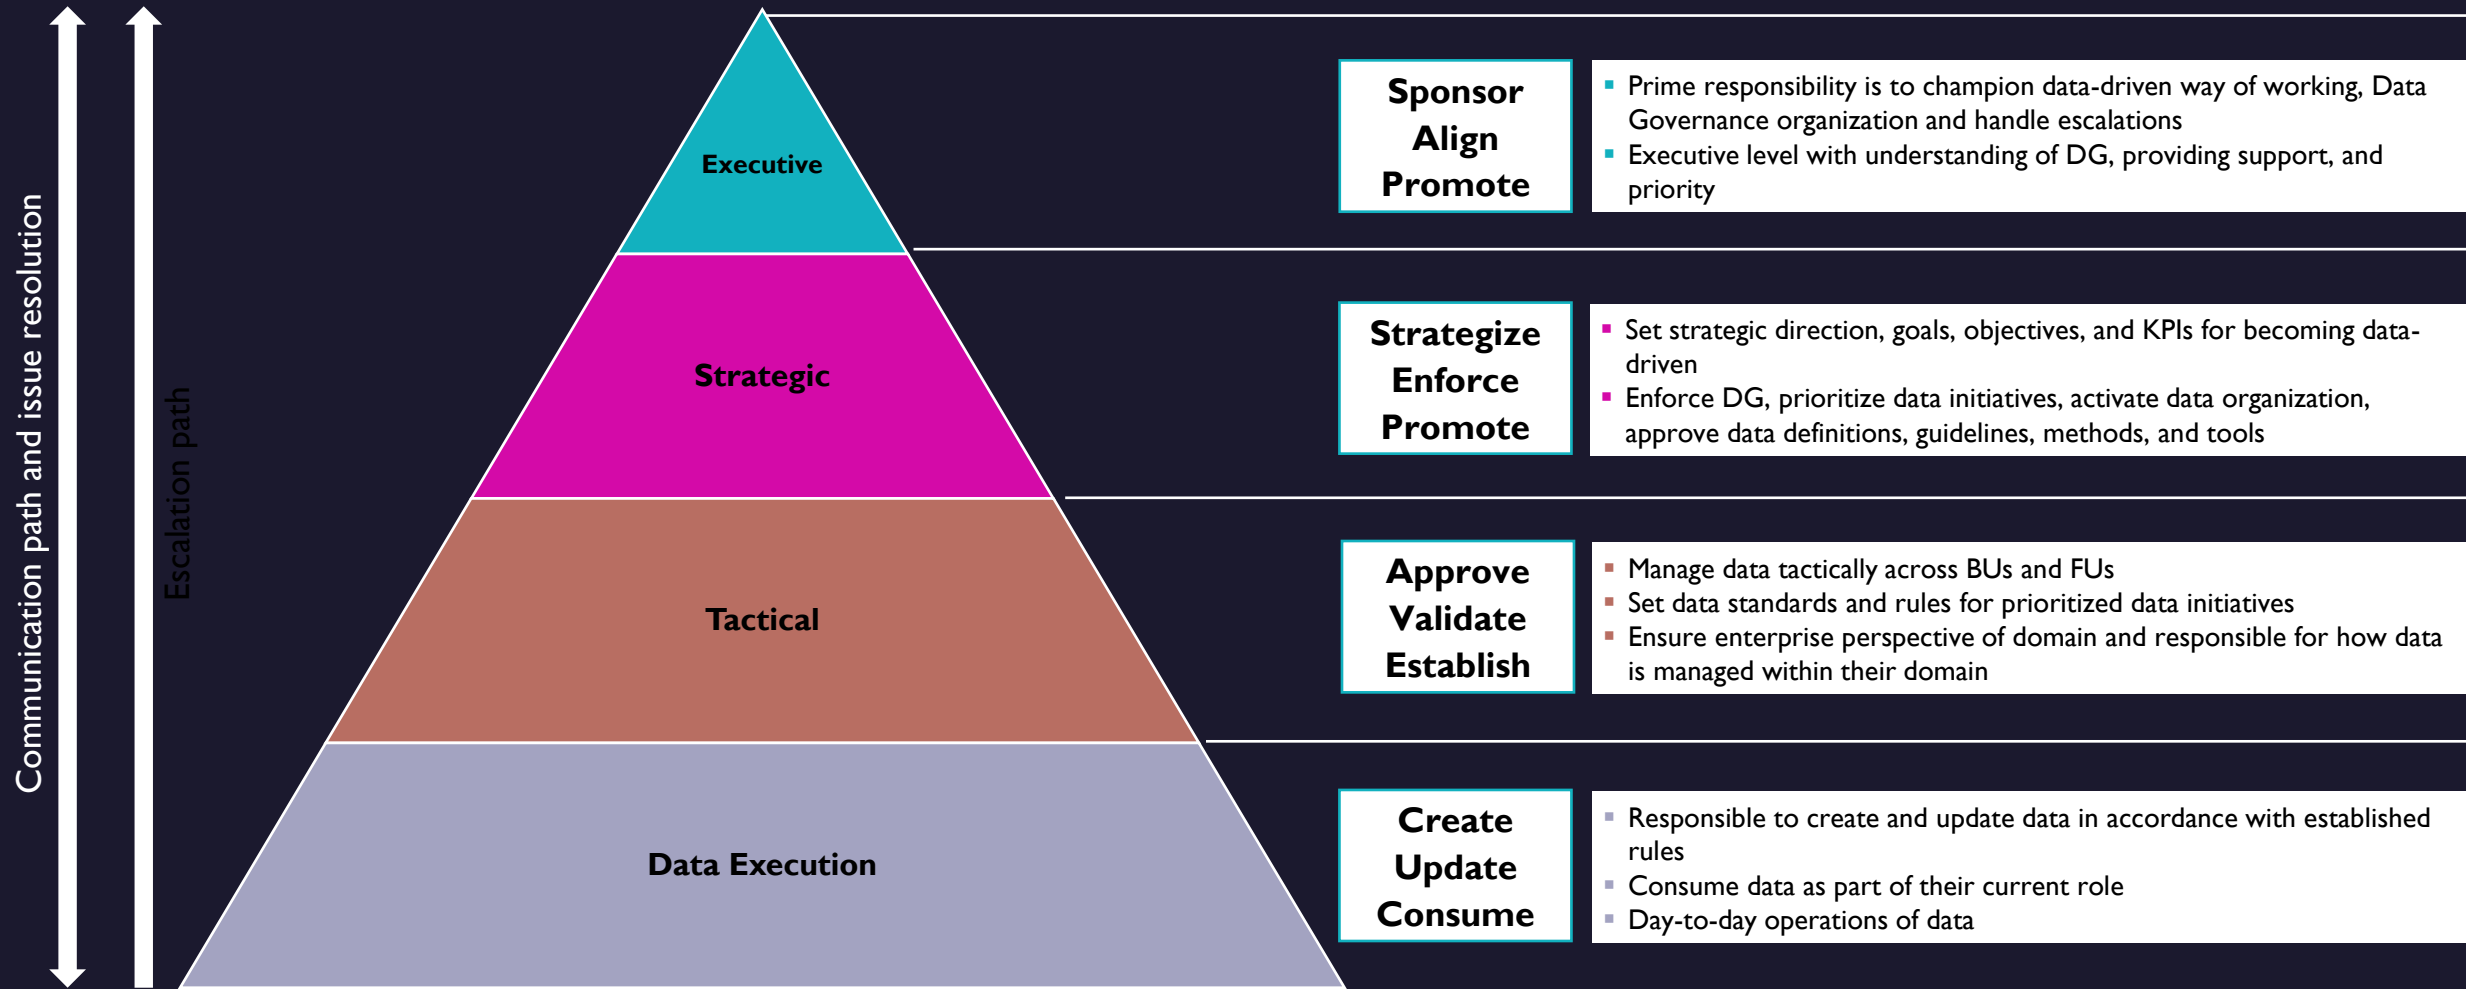 Communication path and issue resolution
Escalation path
Executive
Sponsor
Align
Promote
▪ Prime responsibility is to champion data-driven way of working, Data
Governance organization and handle escalations
▪ Executive level with understanding of DG, providing support, and
priority
Strategic
Strategize
Enforce
Promote
▪ Set strategic direction, goals, objectives, and KPIs for becoming data-
driven
▪ Enforce DG, prioritize data initiatives, activate data organization,
approve data definitions, guidelines, methods, and tools
Tactical
Approve
Validate
Establish
▪ Manage data tactically across BUs and FUs
▪ Set data standards and rules for prioritized data initiatives
▪ Ensure enterprise perspective of domain and responsible for how data
is managed within their domain
Data Execution
Create
Update
Consume
▪ Responsible to create and update data in accordance with established
rules
▪ Consume data as part of their current role
▪ Day-to-day operations of data